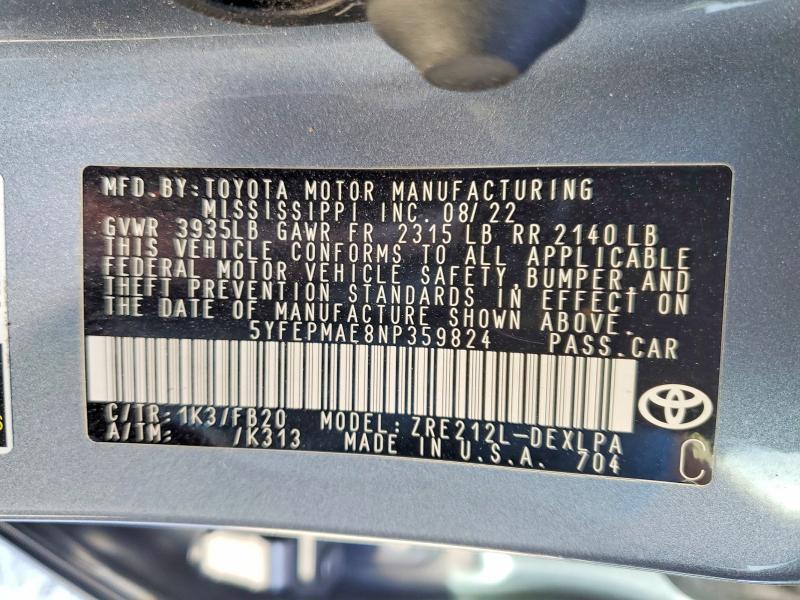 MFD.BY:TOYOTA MOTOR MANUFACTURING
MISSISSIPPI INC. 08/22
GVWR 3935LB GAWR FR 2315 LB RR 2140 LB
THIS VEHICLE CONFORMS TO ALL APPLICABLE
FEDERAL MOTOR VEHICLE SAFETY,BUMPER,AND
THEFT PREVENTION STANDARDS IN EFFECT ON
THE DATE OF MANUFACTURE SHOWN ABOVE.
5YFEPMAE8NP359824 PASS.CAR
C/TR:1K3/FB20 MODEL:ZRE212L-DEXLPA
A/TM: /K313 MADE IN U.S.A. 704
C